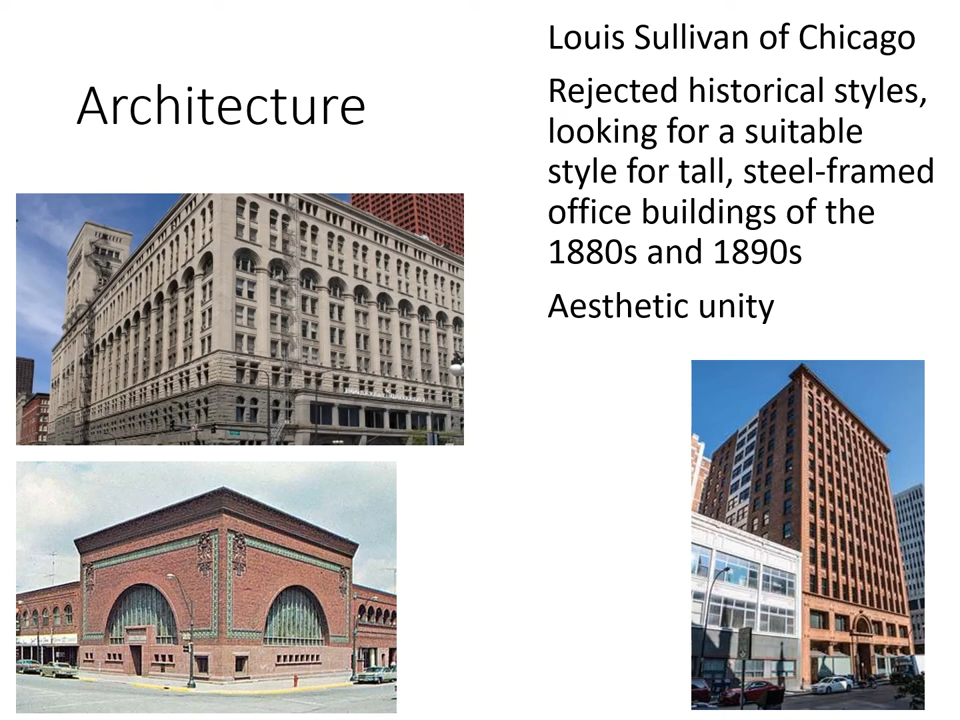 Architecture
Louis Sullivan of Chicago
Rejected historical styles,
looking for a suitable
style for tall, steel-framed
office buildings of the
1880s and 1890s
Aesthetic unity